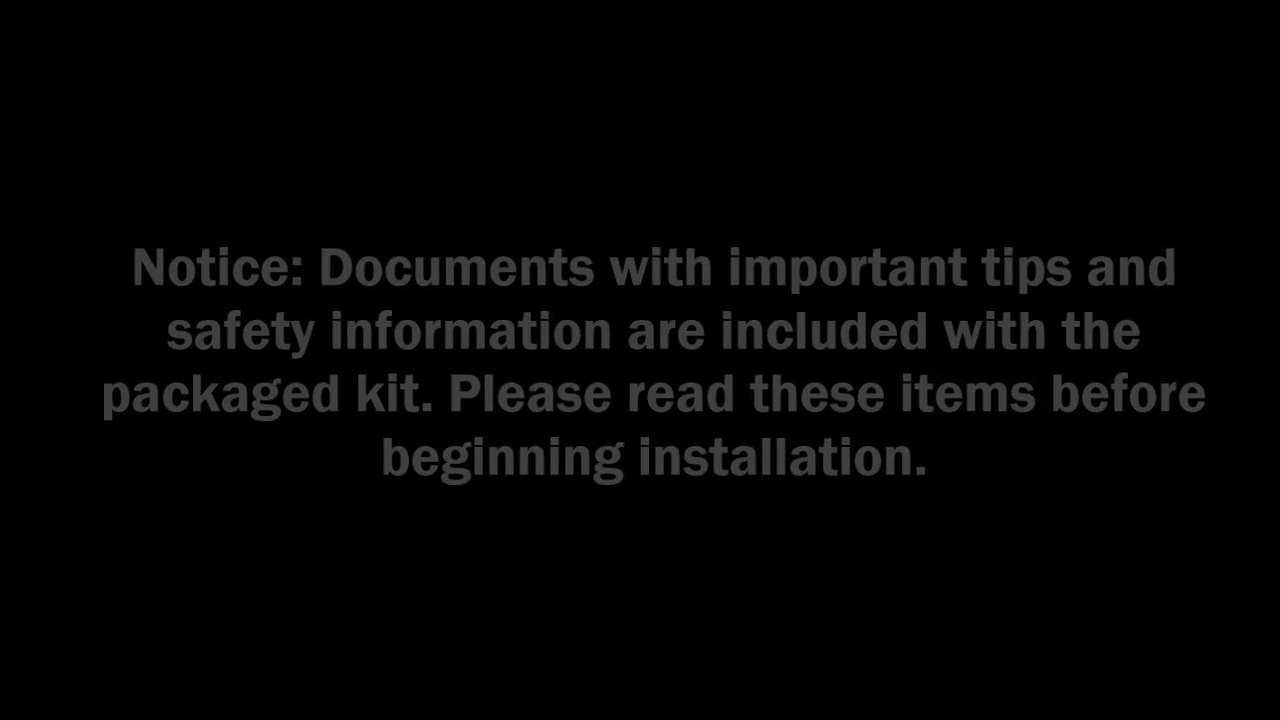 Notice: Documents with important tips and
safety information are included with the
packaged kit. Please read these items before
beginning installation.